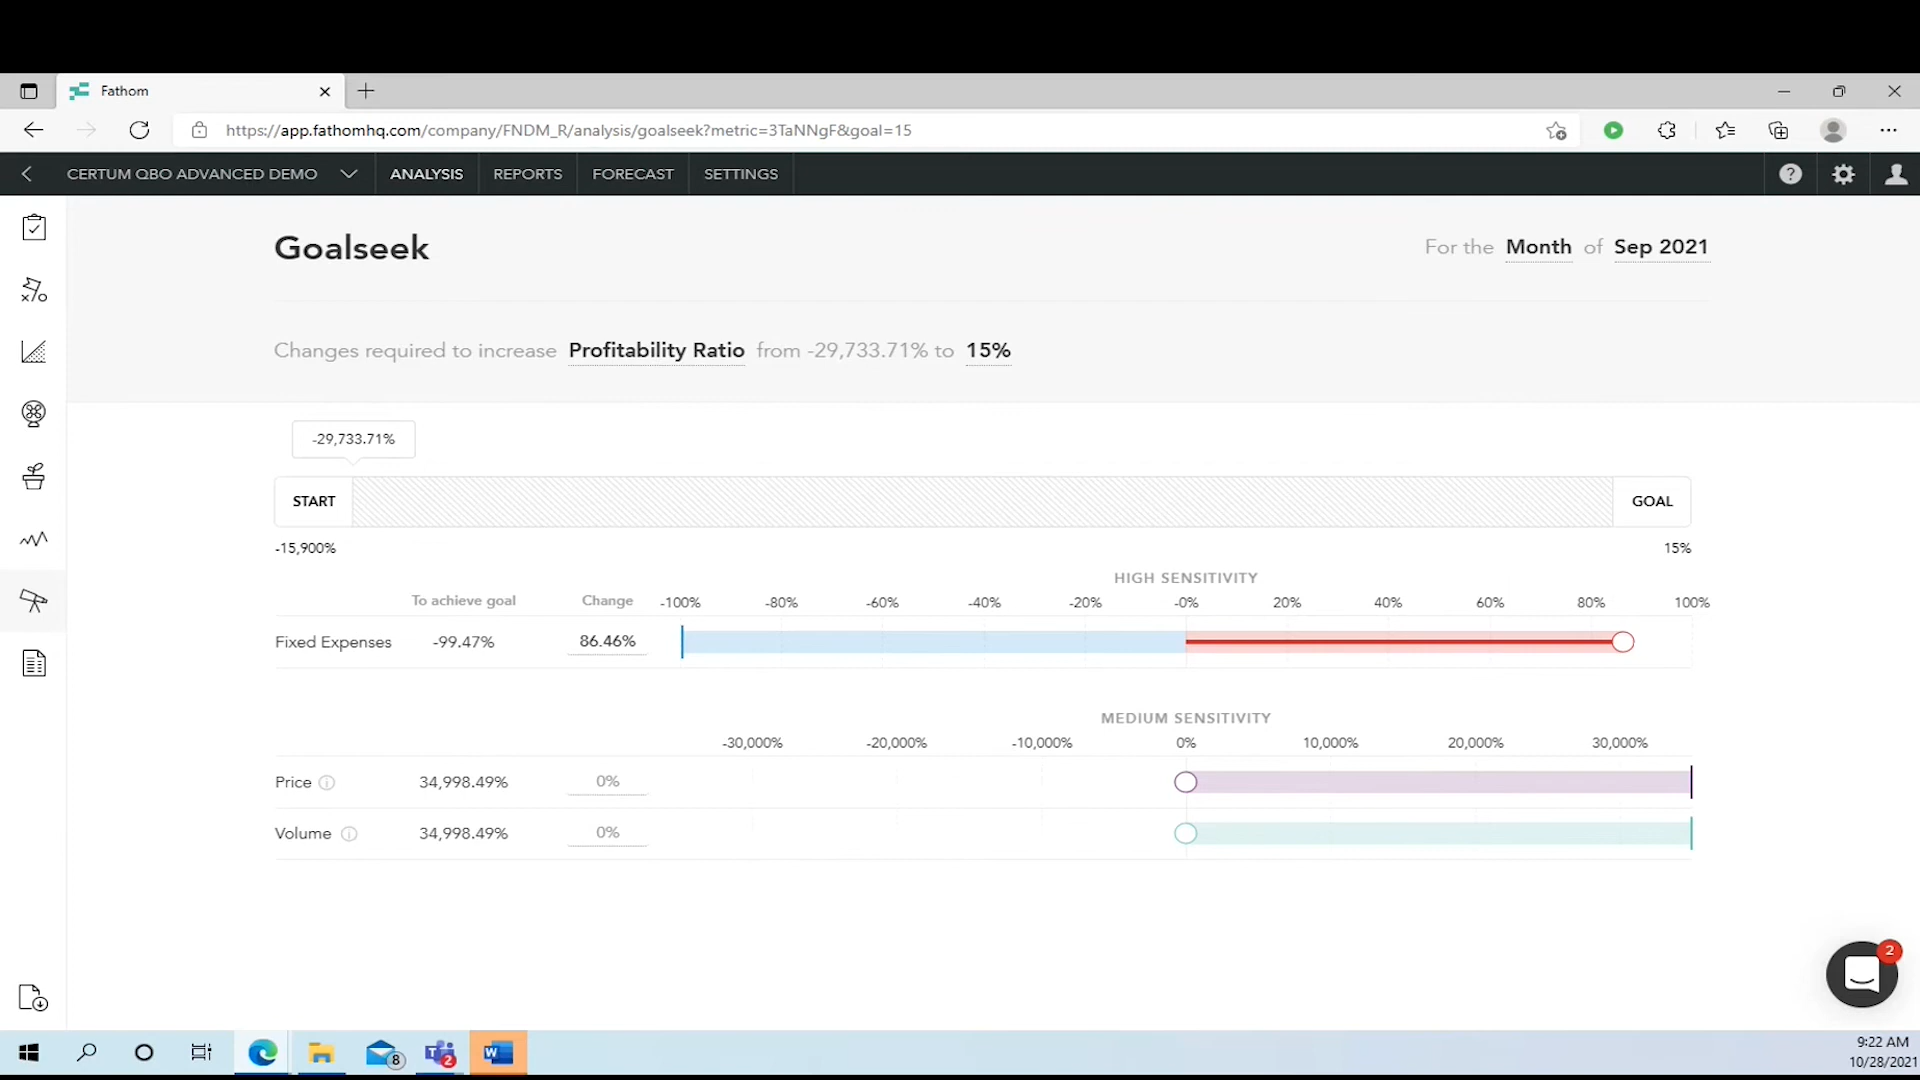 Fathom
https://app.fathomhq.com/company/FNDM_R/analysis/goalseek?metric=3TaNNgF&goal=15
CERTUM QBO ADVANCED DEMO ANALYSIS REPORTS FORECAST SETTINGS
Goalseek
For the Month of Sep 2021
Changes required to increase Profitability Ratio from -29,733.71% to 15%
-29,733.71%
START GOAL
-15,900% 15%
HIGH SENSITIVITY
To achieve goal Change -100% -80% -60% -40% -20% -0% 20% 40% 60% 80% 100%
Fixed Expenses -99.47% 86.46%
MEDIUM SENSITIVITY
-30,000% -20,000% -10,000% 0% 10,000% 20,000% 30,000%
Price 34,998.49% 0%
Volume 34,998.49% 0%
2
8
2
9:22 AM
10/28/2021